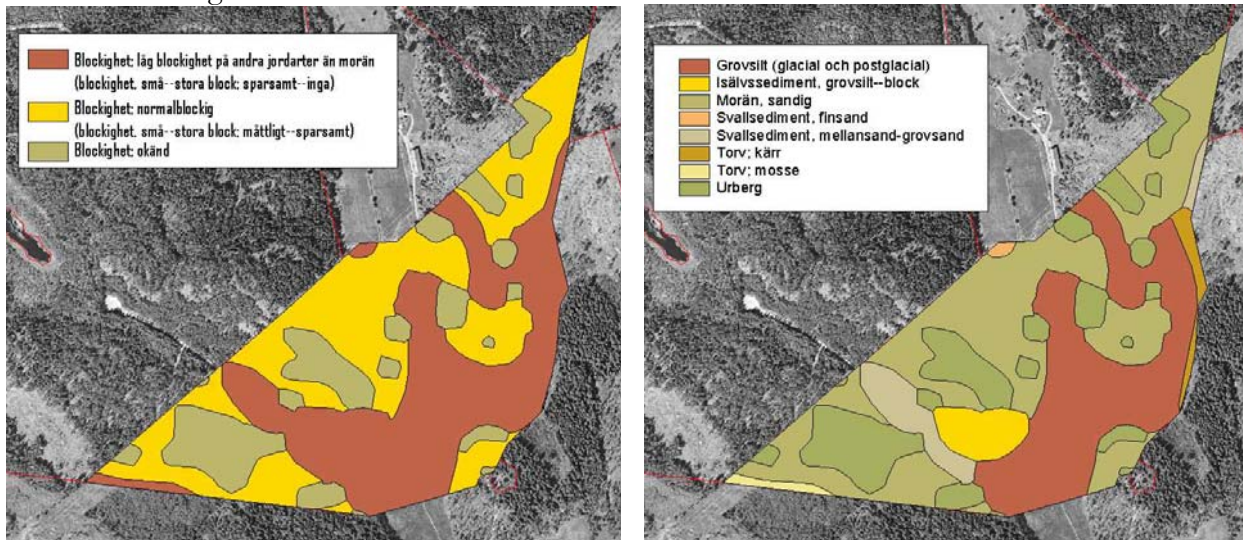 Blockighet; låg blockighet på andra jordarter än morän
(blockighet, små--stora block; sparsamt--inga)
Blockighet; normalblockig
(blockighet, små--stora block; måttligt--sparsamt)
Blockighet; okänd
Grovsilt (glacial och postglacial)
Isälvssediment, grovsilt--block
Morän, sandig
Svallsediment, finsand
Svallsediment, mellansand-grovsand
Torv; kärr
Torv; mosse
Urberg